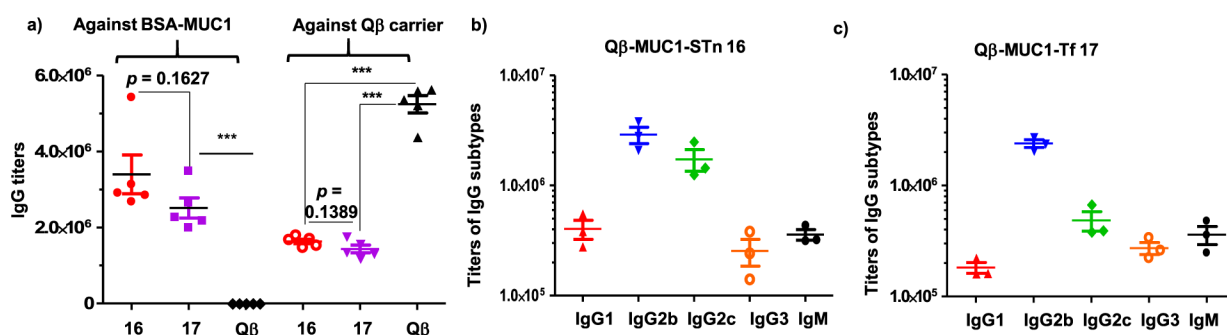 a)
Against BSA-MUC1
Against Qβ carrier
6.0×10⁶
4.0×10⁶
2.0×10⁶
0
IgG titers
p = 0.1627
***
***
***
p =
0.1389
16 17 Qβ 16 17 Qβ
b)
Qβ-MUC1-STn 16
1.0×10⁷
1.0×10⁶
1.0×10⁵
Titers of IgG subtypes
IgG1 IgG2b IgG2c IgG3 IgM
c)
Qβ-MUC1-Tf 17
1.0×10⁷
1.0×10⁶
1.0×10⁵
Titers of IgG subtypes
IgG1 IgG2b IgG2c IgG3 IgM